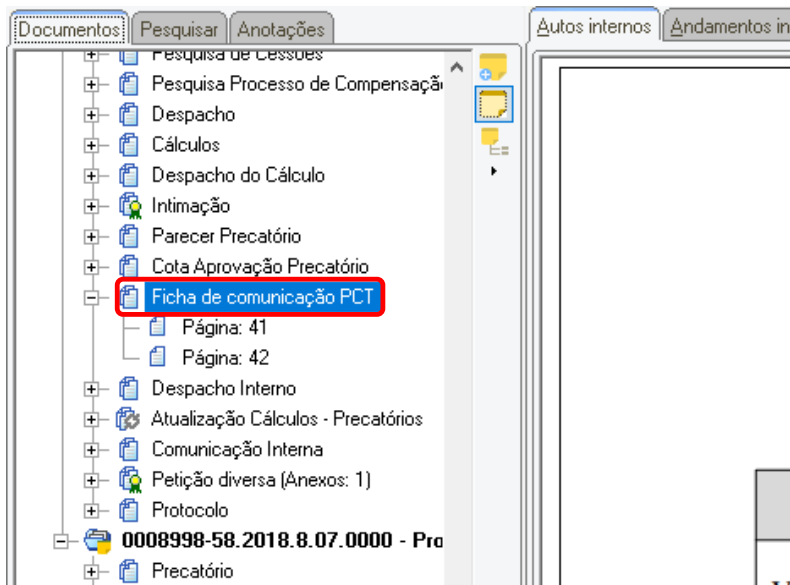 Documentos Pesquisar Anotações
Autos internos Andamentos in
Pesquisa de Cessões
Pesquisa Processo de Compensaçã
Despacho
Cálculos
Despacho do Cálculo
Intimação
Parecer Precatório
Cota Aprovação Precatório
Ficha de comunicação PCT
Página: 41
Página: 42
Despacho Interno
Atualização Cálculos - Precatórios
Comunicação Interna
Petição diversa (Anexos: 1)
Protocolo
0008998-58.2018.8.07.0000 - Pro
Precatório